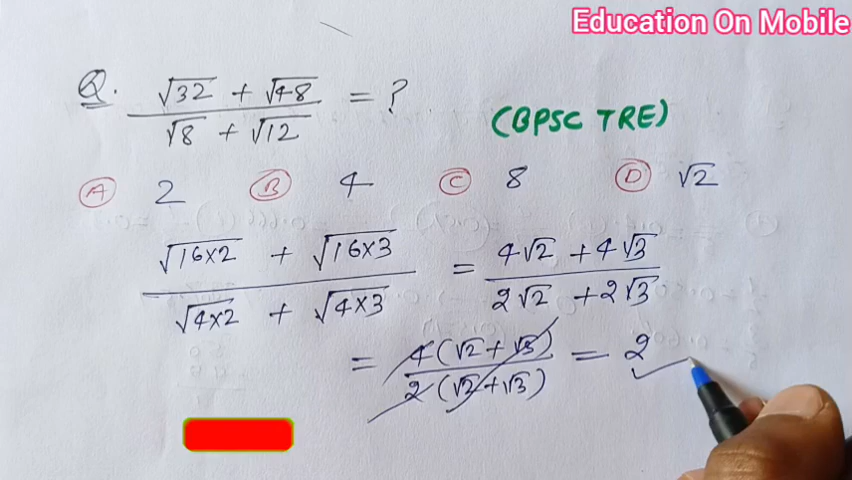 Education On Mobile
Q. (√32 + √48) / (√8 + √12) = ?
(BPSC TRE)
(A) 2 (B) 4 (C) 8 (D) √2
(√16×2 + √16×3) / (√4×2 + √4×3) = (4√2 + 4√3) / (2√2 + 2√3)
= 4(√2 + √3) / 2(√2 + √3) = 2